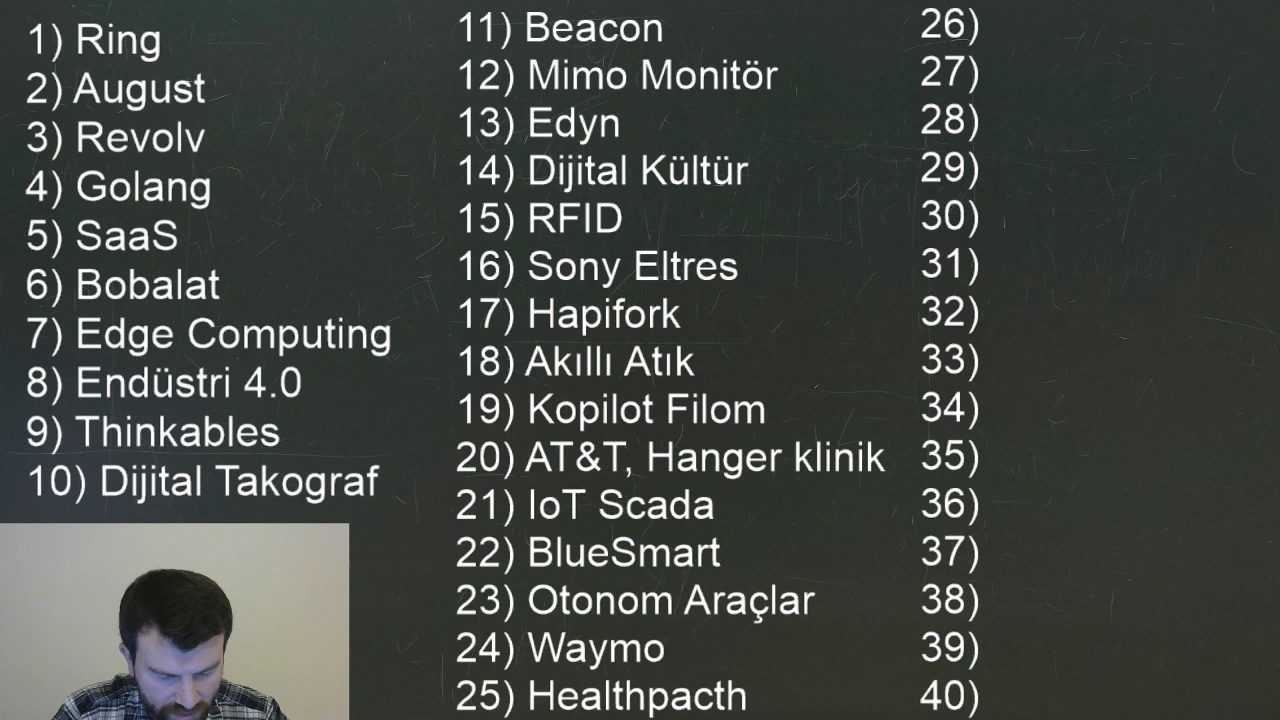 1) Ring
2) August
3) Revolv
4) Golang
5) SaaS
6) Bobalat
7) Edge Computing
8) Endüstri 4.0
9) Thinkables
10) Dijital Takograf
11) Beacon
12) Mimo Monitör
13) Edyn
14) Dijital Kültür
15) RFID
16) Sony Eltres
17) Hapifork
18) Akıllı Atık
19) Kopilot Filom
20) AT&T, Hanger klinik
21) IoT Scada
22) BlueSmart
23) Otonom Araçlar
24) Waymo
25) Healthpacth
26)
27)
28)
29)
30)
31)
32)
33)
34)
35)
36)
37)
38)
39)
40)